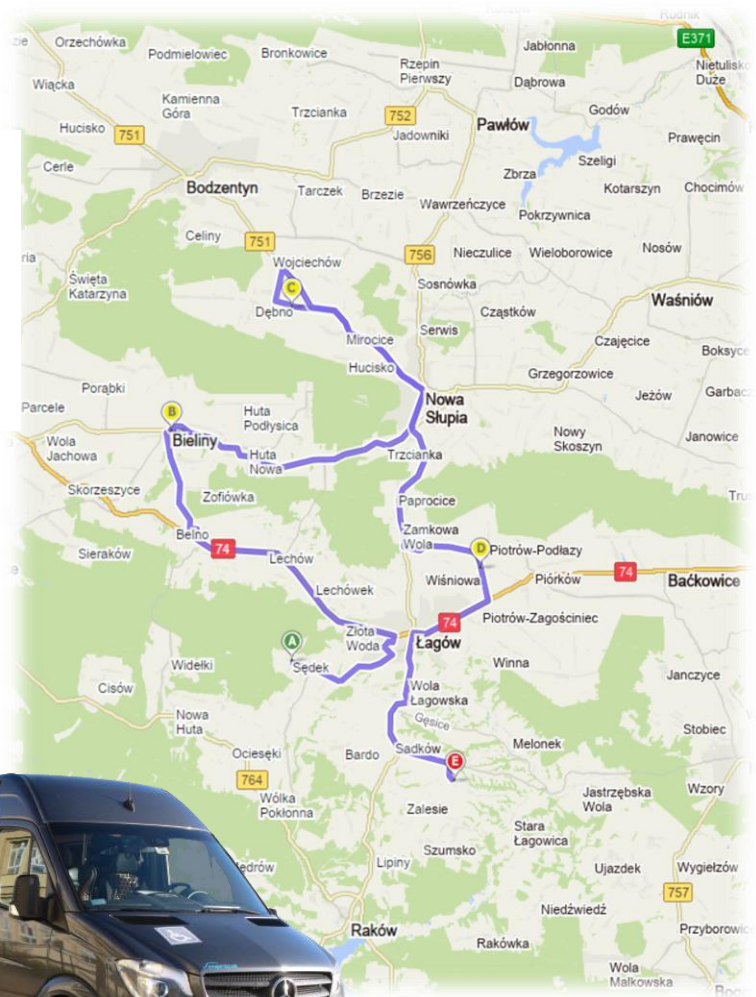 E371
Orzechówka
Podmielowiec
Bronkowice
Jabłonna
Rzepin
Pierwszy
Nietulisko
Duże
Wiącka
Dąbrowa
Kamienna
Góra
Trzcianka
752
Godów
Hucisko
751
Jadowniki
Pawłów
Prawęcin
Cerle
Szeligi
Zbrza
Bodzentyn
Tarczek
Brzezie
Kotarszyn
Chocimów
Wawrzeńczyce
Pokrzywnica
Celiny
751
756
Nieczulice
Wieloborowice
Nosów
Wojciechów
Święta
Katarzyna
Sosnówka
C
Waśniów
Dębno
Cząstków
Serwis
Mirocice
Czajęcice
Boksyce
Hucisko
Grzegorzowice
Porąbki
Jeżów
Garbac
Parcele
B
Huta
Podłysica
Nowa
Słupia
Bieliny
Wola
Jachowa
Nowy
Skoszyn
Janowice
Huta
Nowa
Trzcianka
Skorzeszyce
Zofiówka
Paprocice
Belno
Zamkowa
Wola
Sieraków
74
Lechów
D
Piotrów-Podłazy
Wiśniowa
Piórków
74
Baćkowice
Lechówek
74
Piotrów-Zagościniec
Złota
Woda
Łagów
A
Sędek
Widełki
Winna
Cisów
Wola
Łagowska
Janczyce
Nowa
Huta
Gęsice
Stobiec
Ociesęki
Bardo
Sadków
E
Melonek
764
Wólka
Pokłonna
Jastrzębska
Wola
Wzory
Zalesie
Stara
Łagowica
Szumsko
Lipiny
Ujazdek
Wygiełzów
757
Niedźwiedź
Raków
Rakówka
Przyborowice
Wola
Malkowska